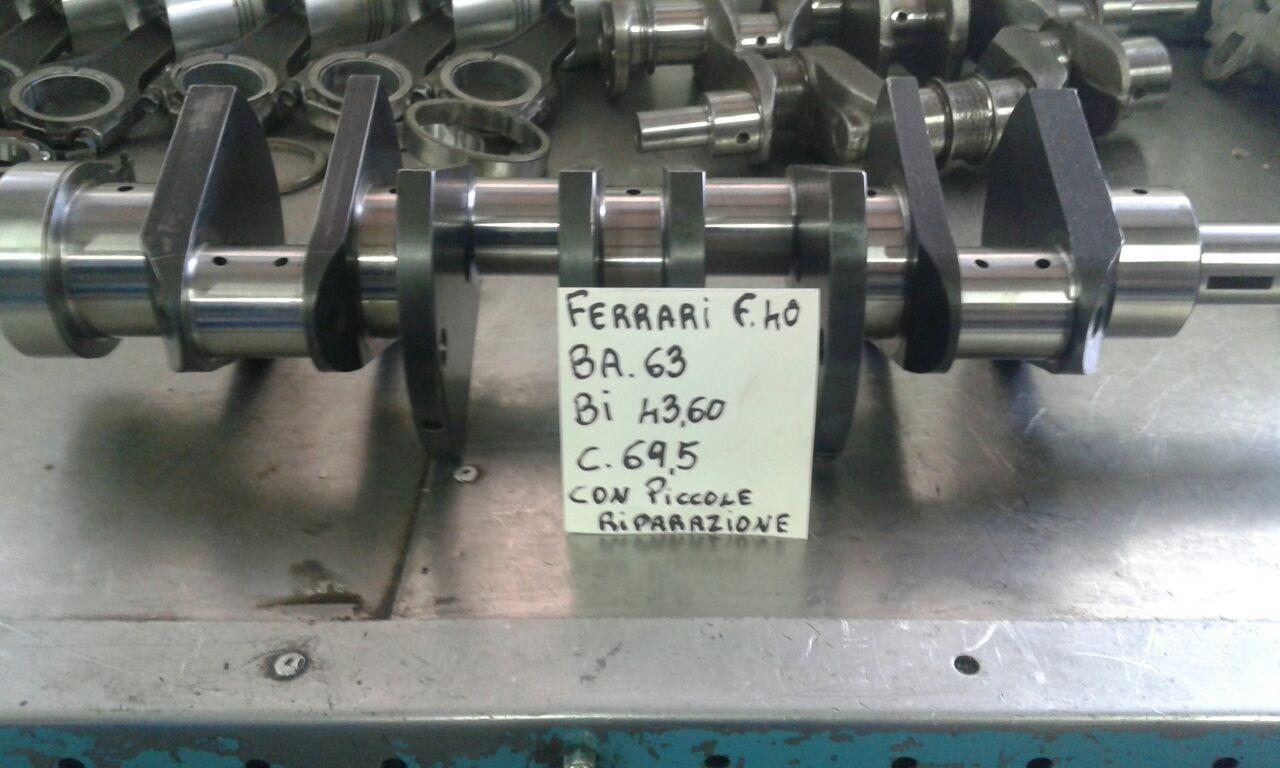 FERRARi F.40
BA. 63
Bi 43,60
C. 69,5
CON PiCCOLE
RiPARAZIONE